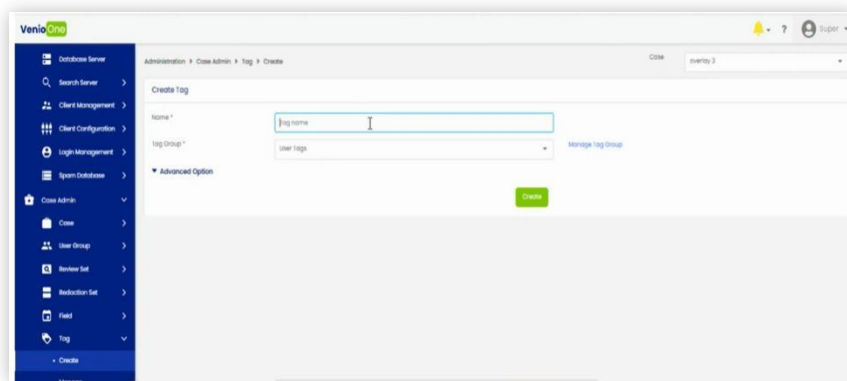 VenioOne
? Super
Database Server
Search Server
Client Management
Client Configuration
Login Management
Spam Database
Case Admin
Case
User Group
Review Set
Redaction Set
Field
Tag
Create
Manage
Administration Case Admin Tag Create
Case overlay 3
Create Tag
Name *
Tag name
Tag Group *
User Tags
Manage Tag Group
Advanced Option
Create